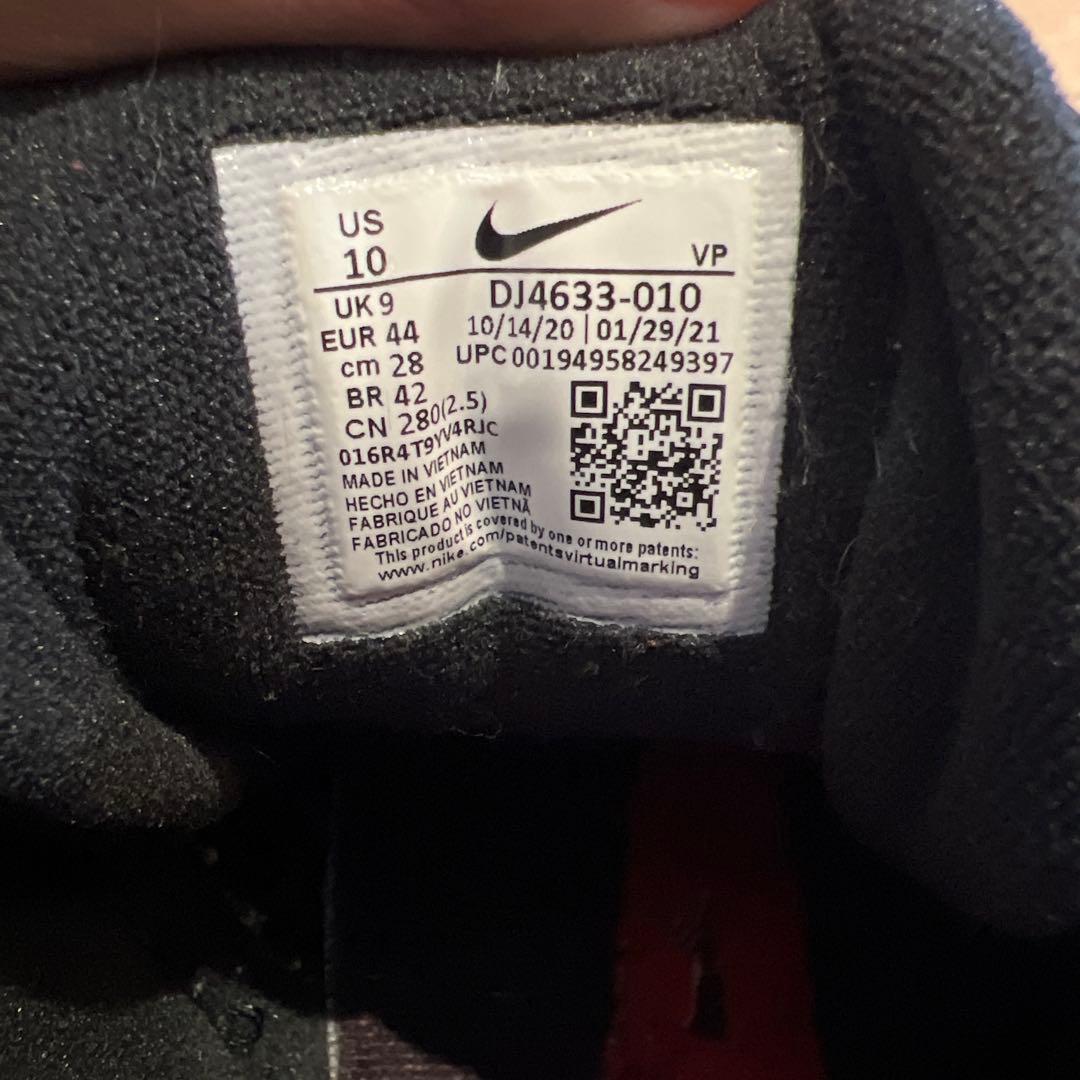 US
10
VP
UK 9
EUR 44
cm 28
BR 42
CN 280(2.5)
016R4T9YV4RJC
DJ4633-010
10/14/20 | 01/29/21
UPC 00194958249397
MADE IN VIETNAM
HECHO EN VIETNAM
FABRIQUE AU VIETNAM
FABRICADO NO VIETNÃ
This product is covered by one or more patents:
www.nike.com/patentsvirtualmarking